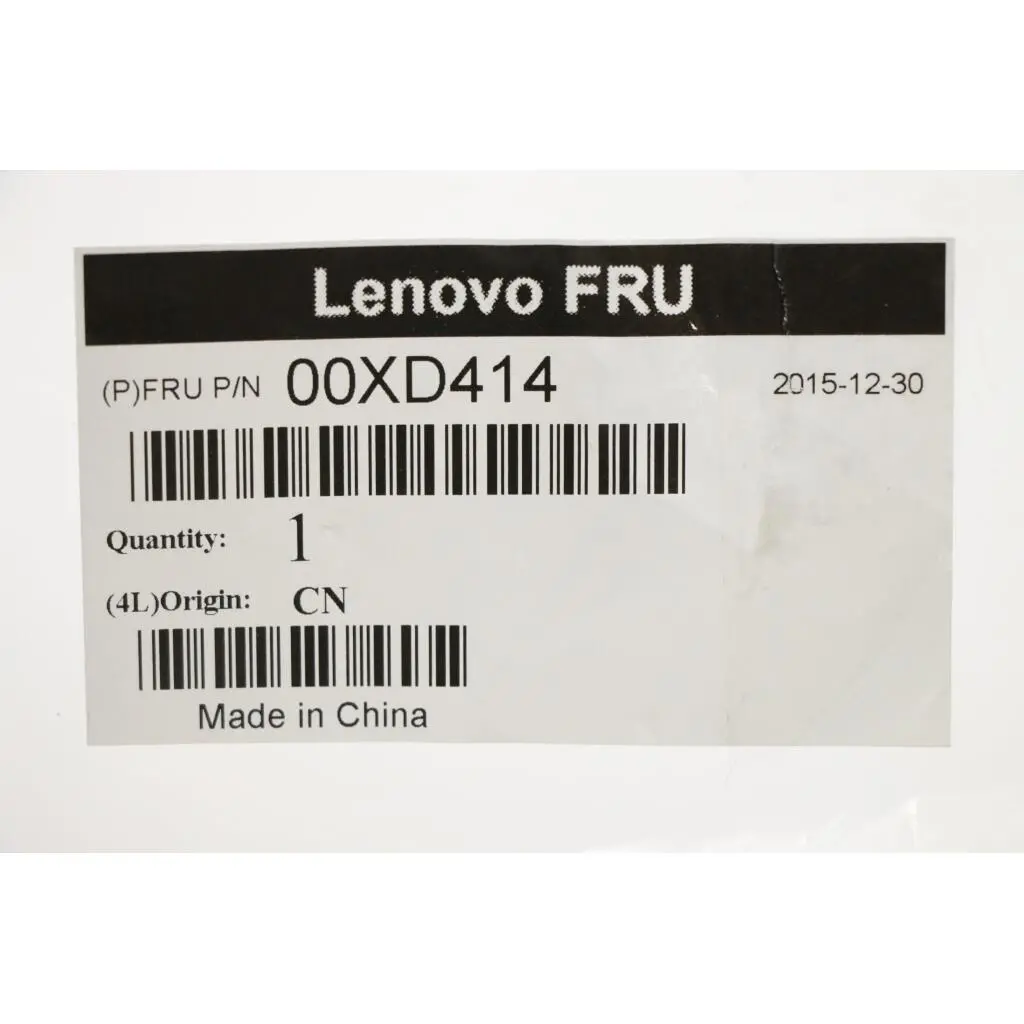 Lenovo FRU
(P)FRU P/N 00XD414 2015-12-30
Quantity: 1
(4L)Origin: CN
Made in China